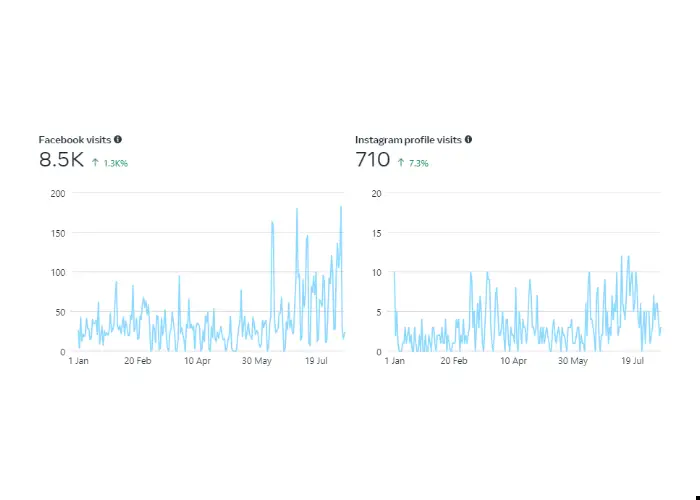 Facebook visits
8.5K ↑ 1.3K%
200
150
100
50
0
1 Jan 20 Feb 10 Apr 30 May 19 Jul
Instagram profile visits
710 ↑ 7.3%
20
15
10
5
0
1 Jan 20 Feb 10 Apr 30 May 19 Jul